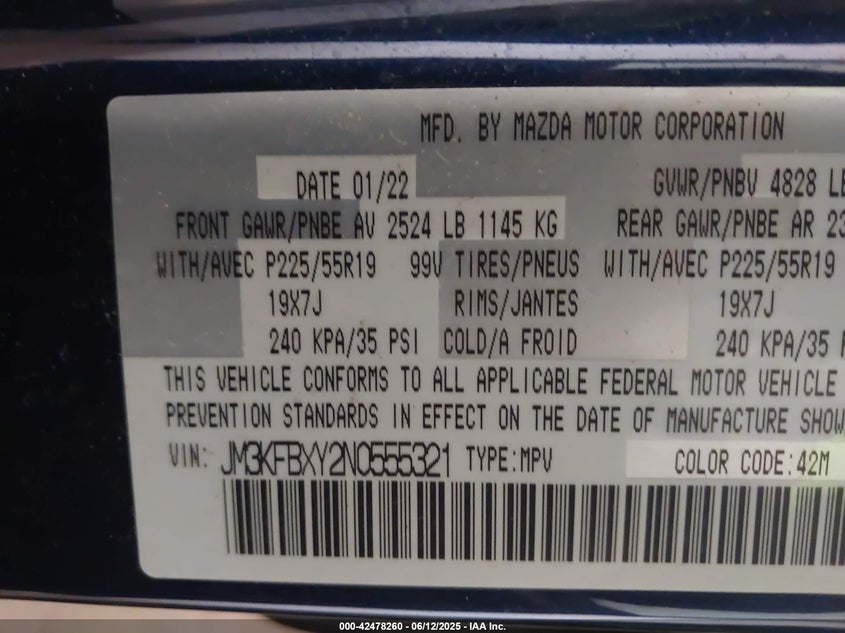 MFD. BY MAZDA MOTOR CORPORATION
DATE 01/22 GVWR/PNBV 4828 LB
FRONT GAWR/PNBE AV 2524 LB 1145 KG REAR GAWR/PNBE AR 23
WITH/AVEC P225/55R19 99V TIRES/PNEUS WITH/AVEC P225/55R19
19X7J RIMS/JANTES 19X7J
240 KPA/35 PSI COLD/A FROID 240 KPA/35
THIS VEHICLE CONFORMS TO ALL APPLICABLE FEDERAL MOTOR VEHICLE
PREVENTION STANDARDS IN EFFECT ON THE DATE OF MANUFACTURE SHOW
VIN: JM3KFBXY2N0555321 TYPE:MPV COLOR CODE:42M
000-42478260 - 06/12/2025 - IAA Inc.